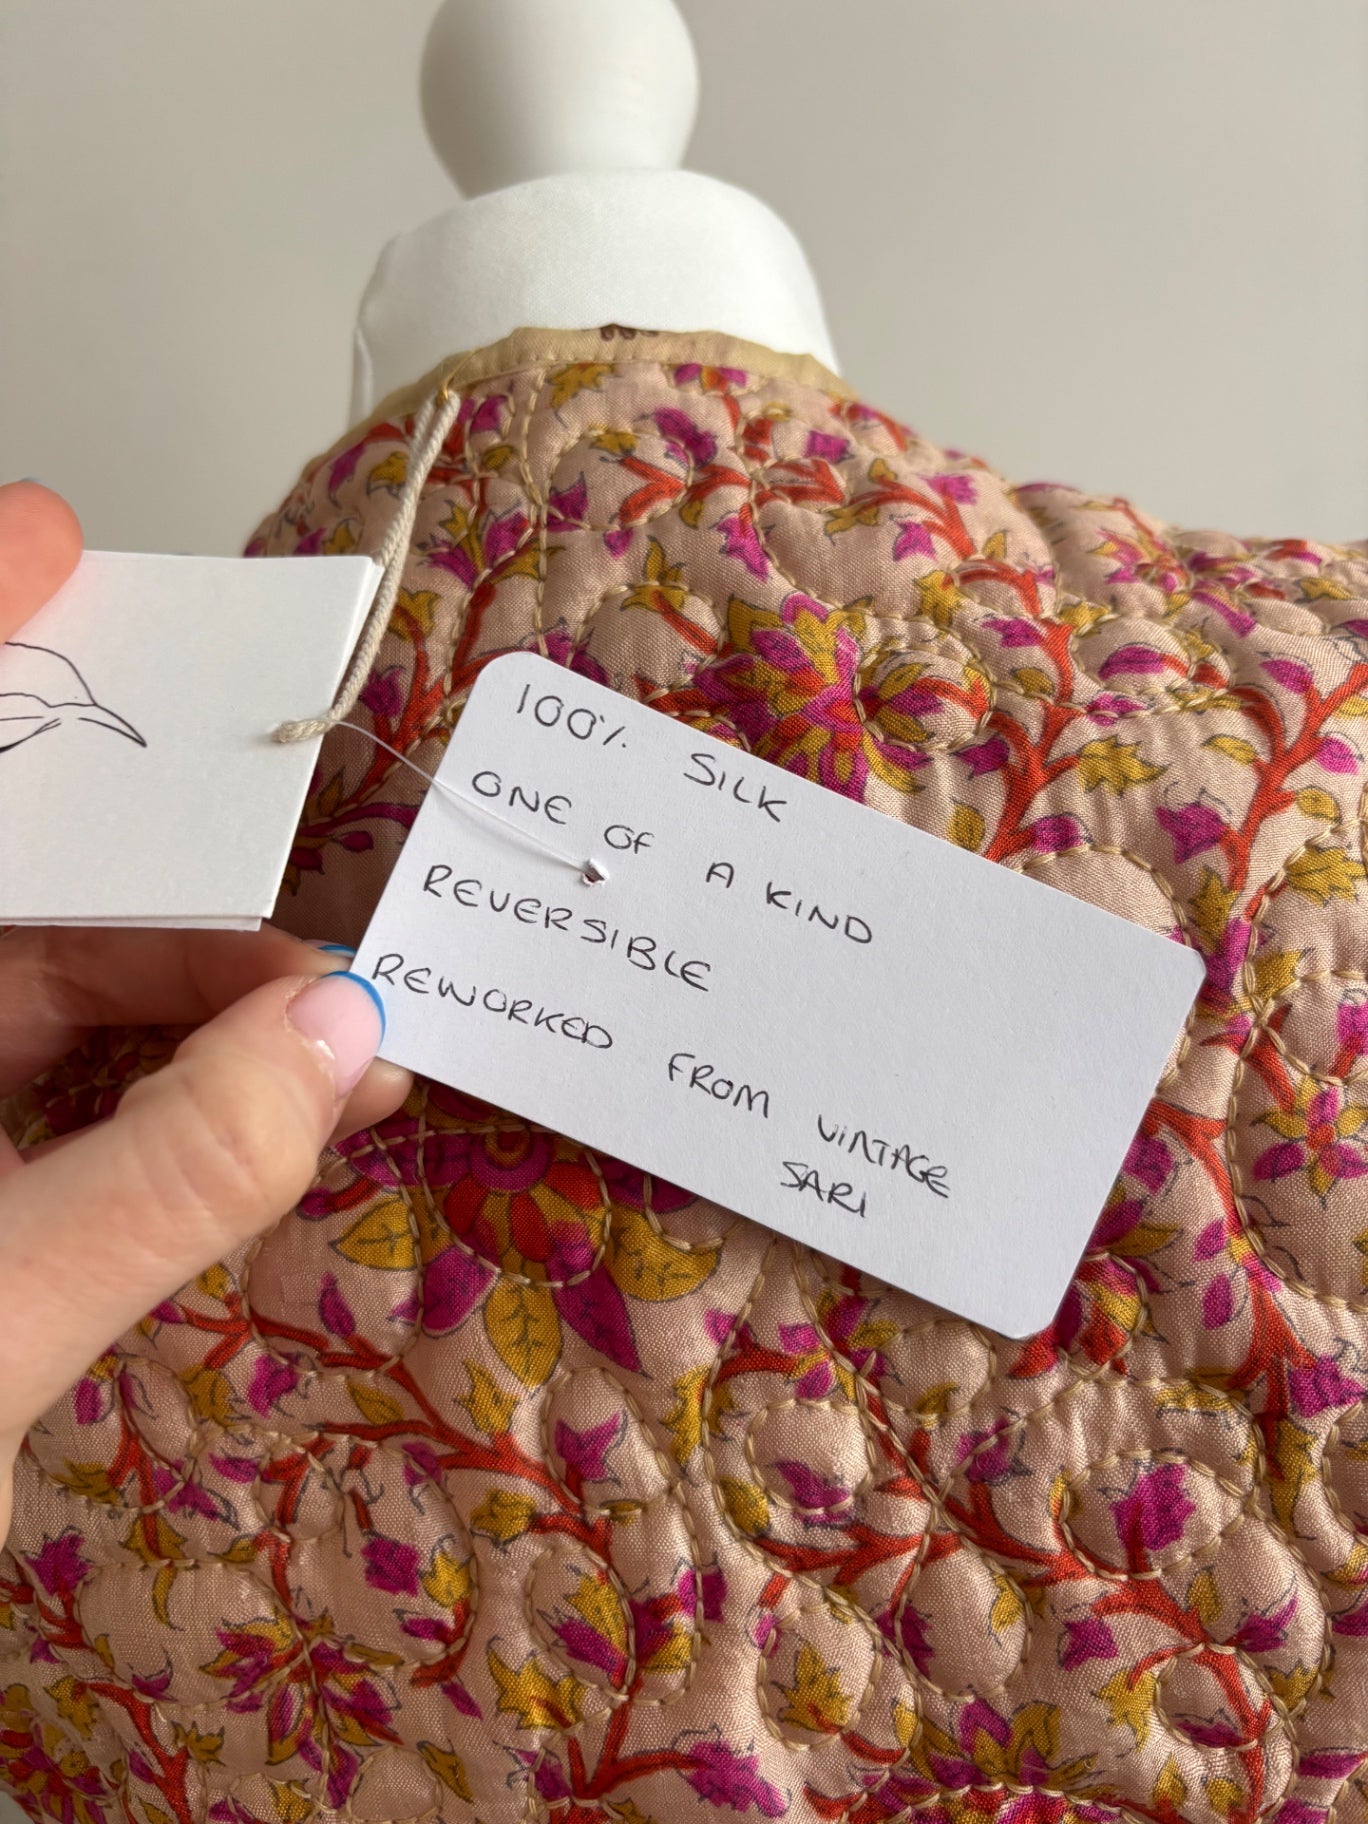 100% SILK
ONE OF A KIND
REVERSIBLE
REWORKED FROM VINTAGE
SARI